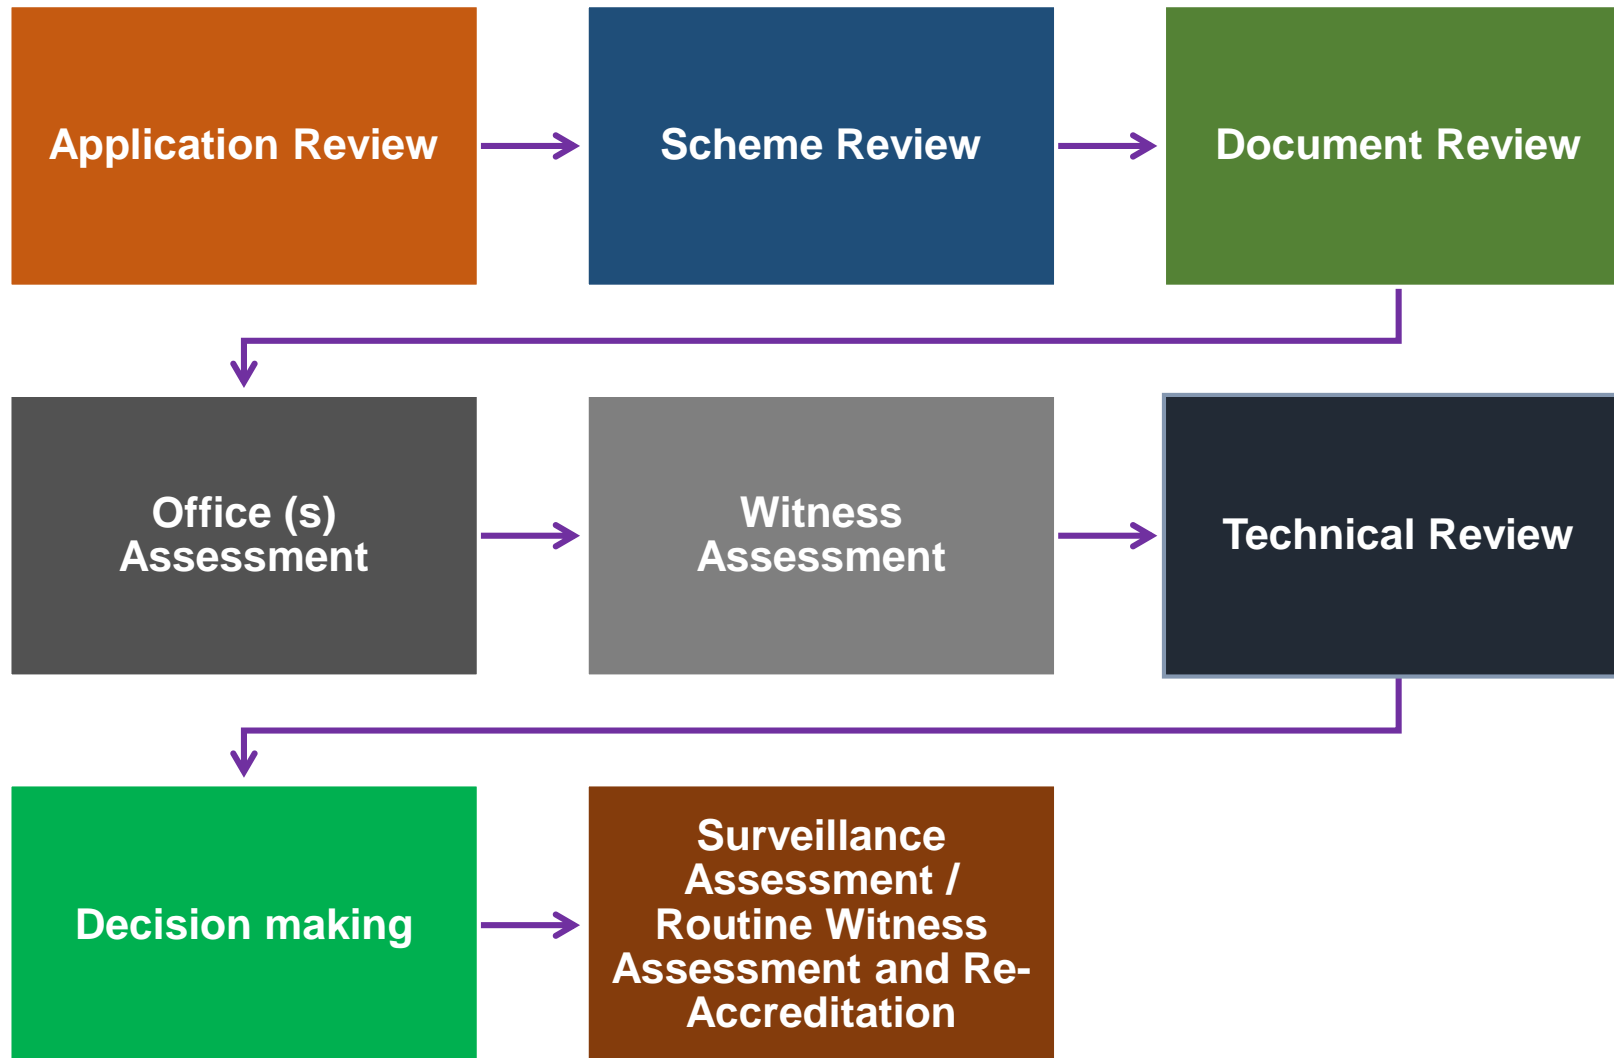 Application Review
Scheme Review
Document Review
Office (s)
Assessment
Witness
Assessment
Technical Review
Decision making
Surveillance
Assessment /
Routine Witness
Assessment and Re-
Accreditation